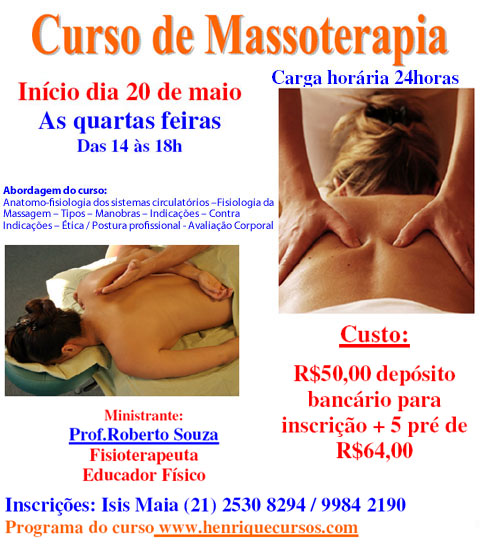 Curso de Massoterapia
Carga horária 24horas
Início dia 20 de maio
As quartas feiras
Das 14 às 18h
Abordagem do curso:
Anatomo-fisiologia dos sistemas circulatórios –Fisiologia da
Massagem – Tipos – Manobras – Indicações – Contra
Indicações – Ética / Postura profissional - Avaliação Corporal
Custo:
R$50,00 depósito
bancário para
inscrição + 5 pré de
R$64,00
Ministrante:
Prof.Roberto Souza
Fisioterapeuta
Educador Físico
Inscrições: Isis Maia (21) 2530 8294 / 9984 2190
Programa do curso www.henriquecursos.com